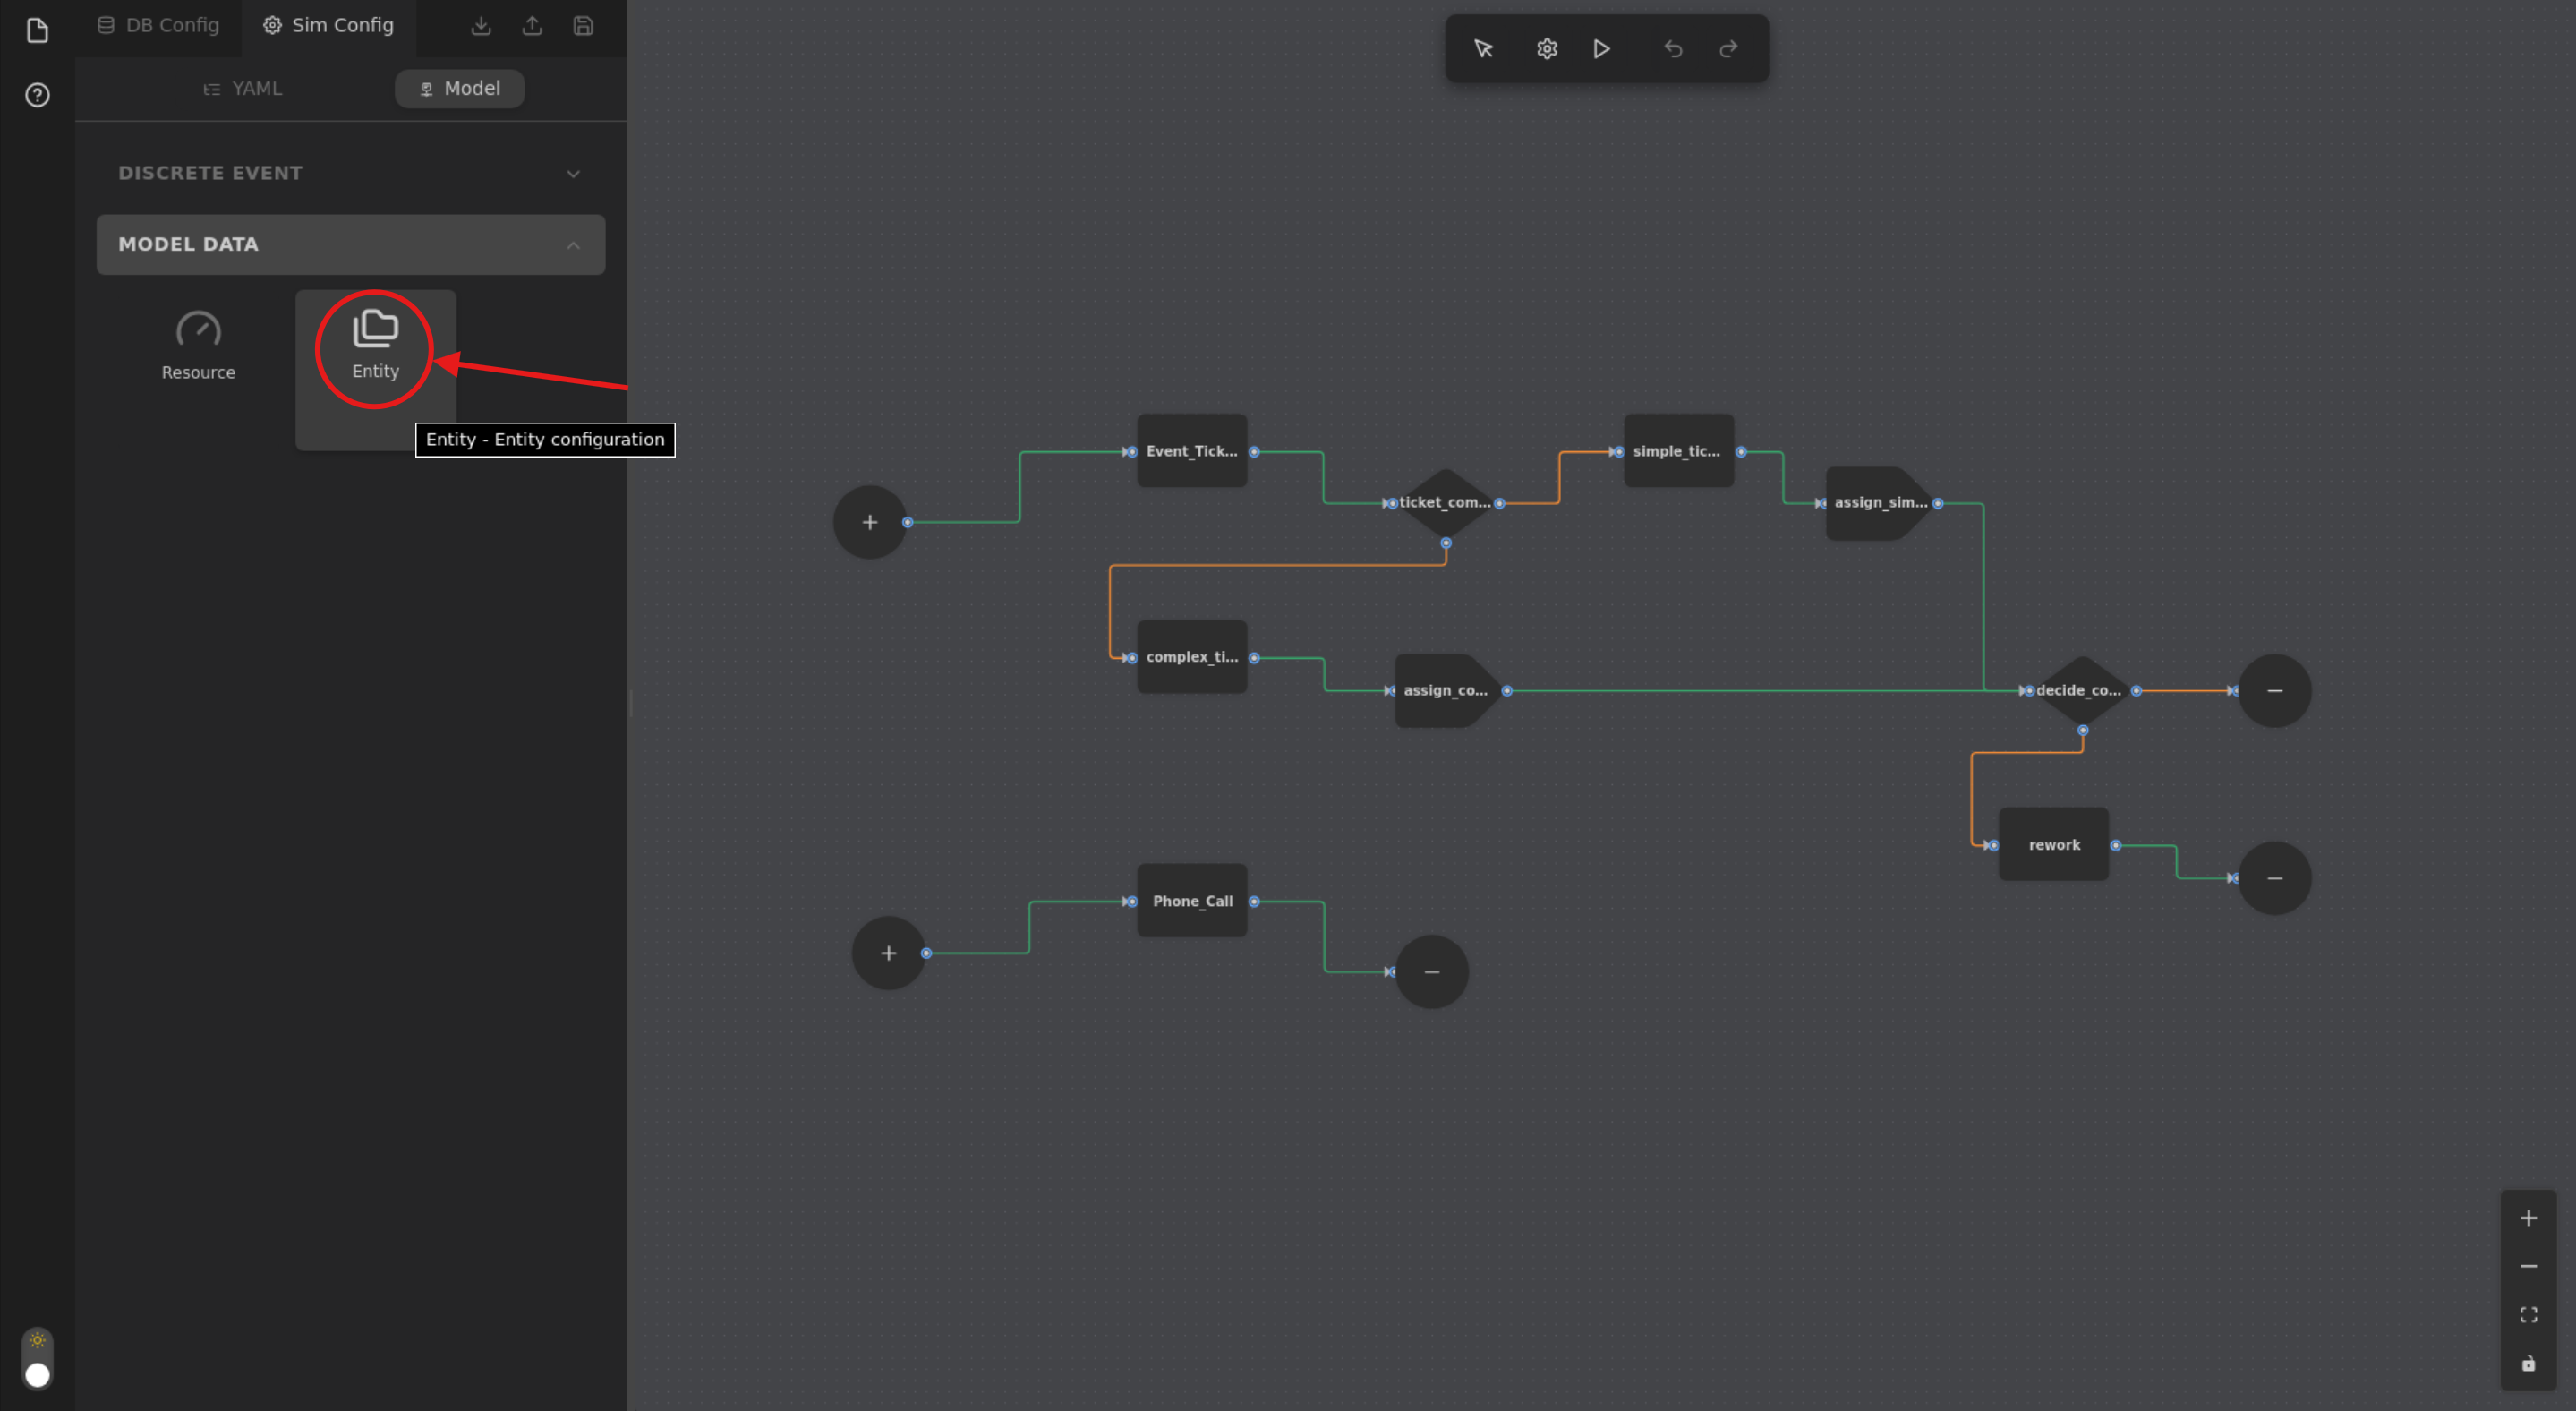 DB Config
Sim Config
YAML
Model
DISCRETE EVENT
MODEL DATA
Resource
Entity
Entity - Entity configuration
Event_Tick...
simple_tic...
ticket_com...
assign_sim...
complex_ti...
assign_co...
decide_co...
rework
Phone_Call